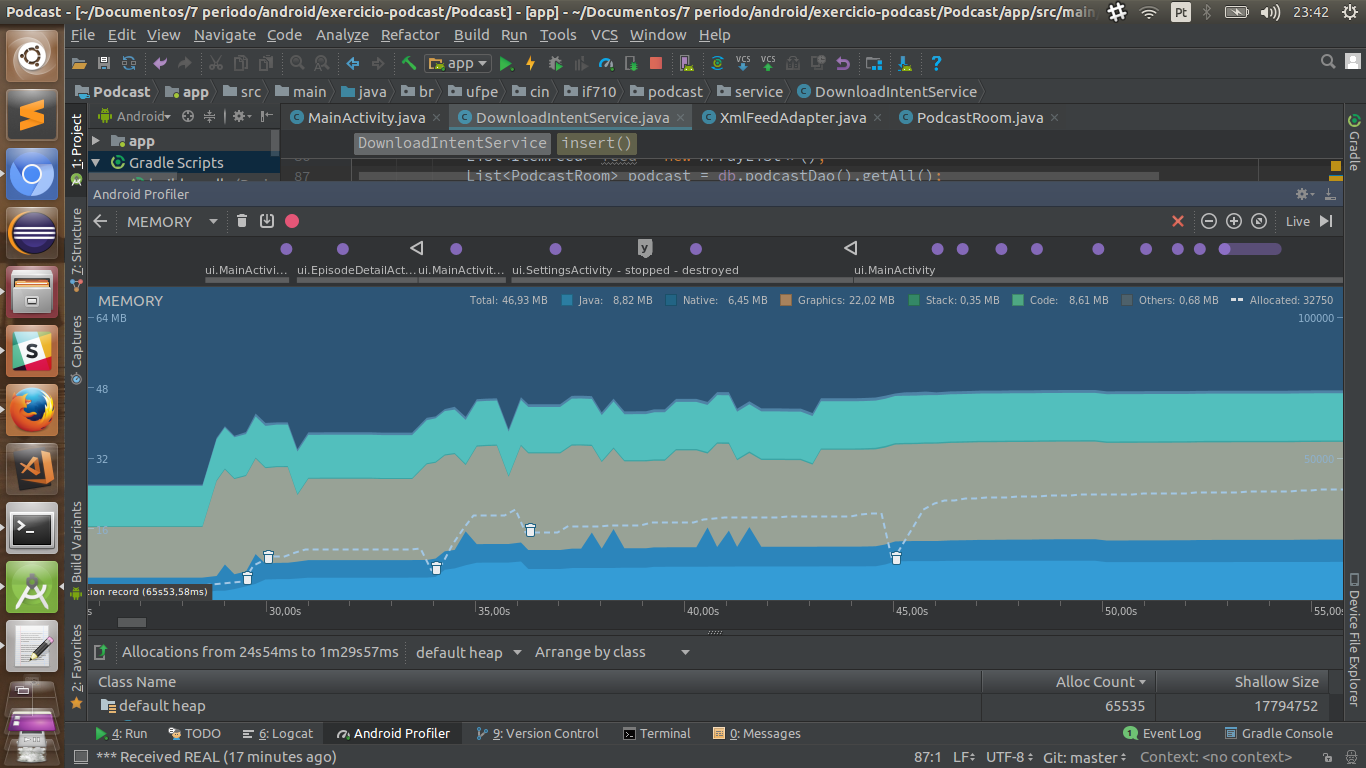 Podcast - [~/Documentos/7 periodo/android/exercicio-podcast/Podcast] - [app] - ~/Documentos/7 periodo/android/exercicio-podcast/Podcast/app/src/main/
Pt
23:42
File Edit View Navigate Code Analyze Refactor Build Run Tools VCS Window Help
app
VCS VCS
?
Podcast app src main java br ufpe cin if710 podcast service DownloadIntentService
Android
MainActivity.java DownloadIntentService.java XmlFeedAdapter.java PodcastRoom.java
app
Gradle Scripts
DownloadIntentService insert()
87 List<PodcastRoom> podcast = db.podcastDao().getAll();
Android Profiler
MEMORY
Live
ui.MainActivi... ui.EpisodeDetailAct... ui.MainActivit... ui.SettingsActivity - stopped - destroyed ui.MainActivity
MEMORY Total: 46,93 MB Java: 8,82 MB Native: 6,45 MB Graphics: 22,02 MB Stack: 0,35 MB Code: 8,61 MB Others: 0,68 MB Allocated: 32750
64 MB 100000
48
32 50000
16
tion record (65s53,58ms)
30,00s 35,00s 40,00s 45,00s 50,00s 55,00s
Allocations from 24s54ms to 1m29s57ms default heap Arrange by class
Class Name Alloc Count Shallow Size
default heap 65535 17794752
1: Project
7: Structure
Captures
Build Variants
2: Favorites
Gradle
Device File Explorer
4: Run TODO 6: Logcat Android Profiler 9: Version Control Terminal 0: Messages 1 Event Log Gradle Console
*** Received REAL (17 minutes ago) 87:1 LF÷ UTF-8÷ Git: master÷ Context: <no context>